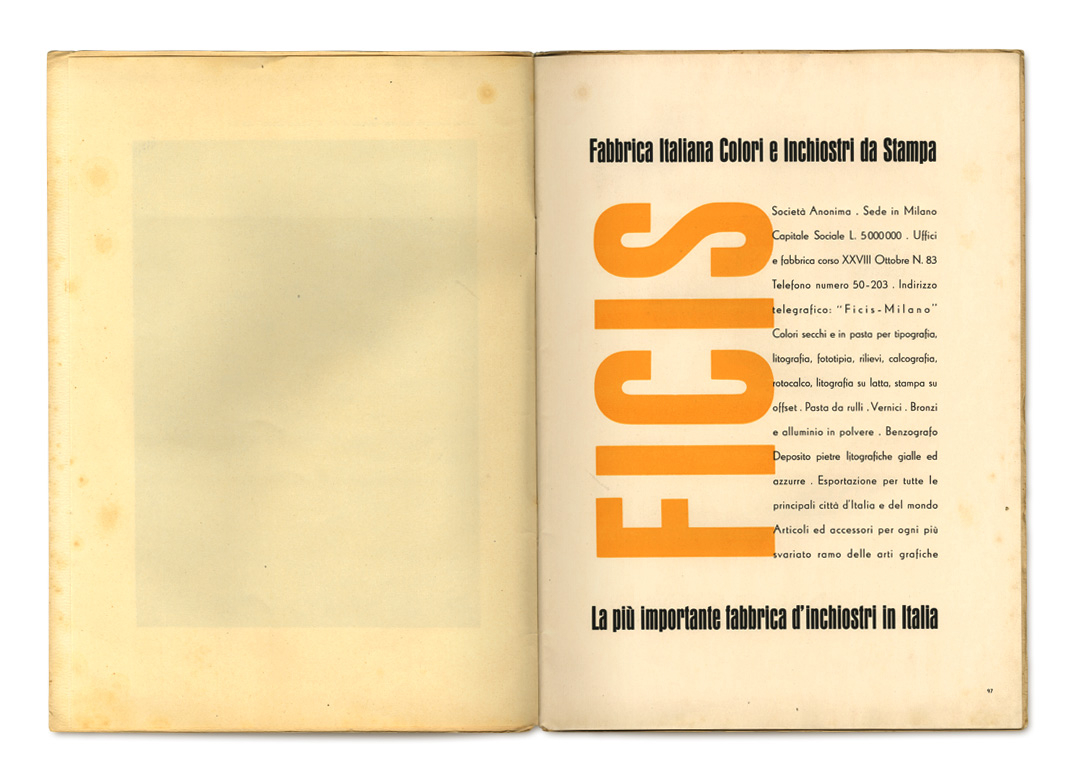 Fabbrica Italiana Colori e Inchiostri da Stampa
FICIS
Società Anonima . Sede in Milano
Capitale Sociale L. 5 000 000 . Uffici
e fabbrica corso XXVIII Ottobre N. 83
Telefono numero 50-203 . Indirizzo
telegrafico: “Ficis-Milano”
Colori secchi e in pasta per tipografia,
litografia, fototipia, rilievi, calcografia,
rotocalco, litografia su latta, stampa su
offset . Pasta da rulli . Vernici . Bronzi
e alluminio in polvere . Benzografo
Deposito pietre litografiche gialle ed
azzurre . Esportazione per tutte le
principali città d'Italia e del mondo
Articoli ed accessori per ogni più
svariato ramo delle arti grafiche
La più importante fabbrica d'inchiostri in Italia
97